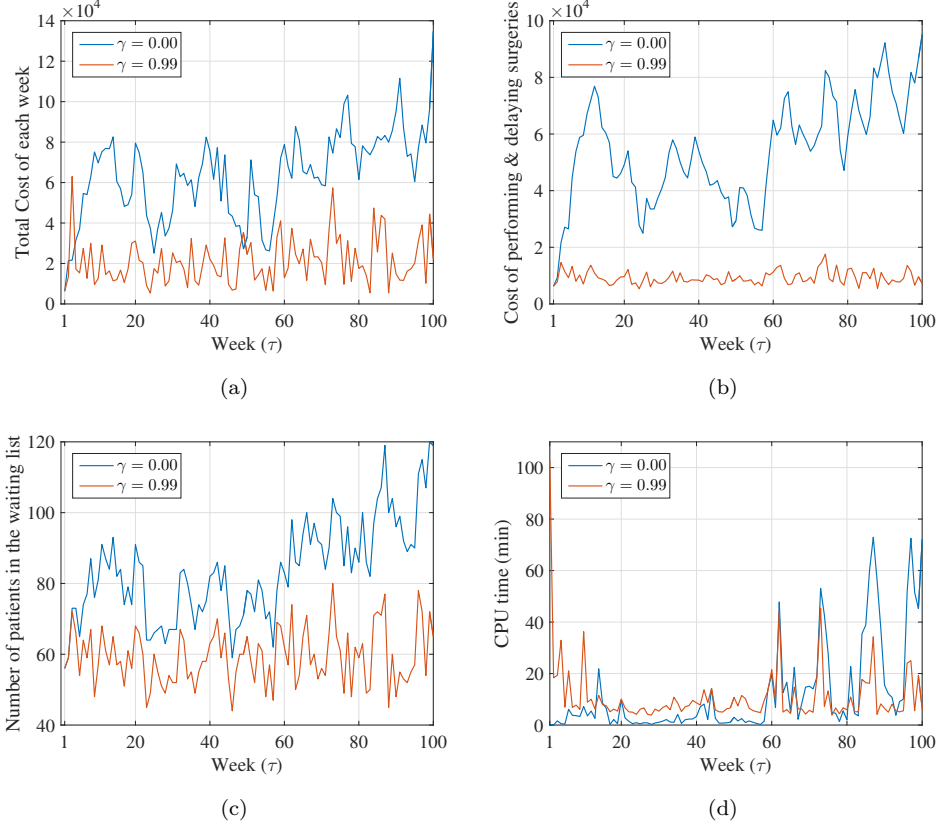 ×10⁴
14
12
10
8
6
4
2
0
Total Cost of each week
γ = 0.00
γ = 0.99
1 20 40 60 80 100
Week (τ)
(a)
×10⁴
10
8
6
4
2
0
Cost of performing & delaying surgeries
γ = 0.00
γ = 0.99
1 20 40 60 80 100
Week (τ)
(b)
120
100
80
60
40
Number of patients in the waiting list
γ = 0.00
γ = 0.99
1 20 40 60 80 100
Week (τ)
(c)
100
80
60
40
20
0
CPU time (min)
γ = 0.00
γ = 0.99
1 20 40 60 80 100
Week (τ)
(d)